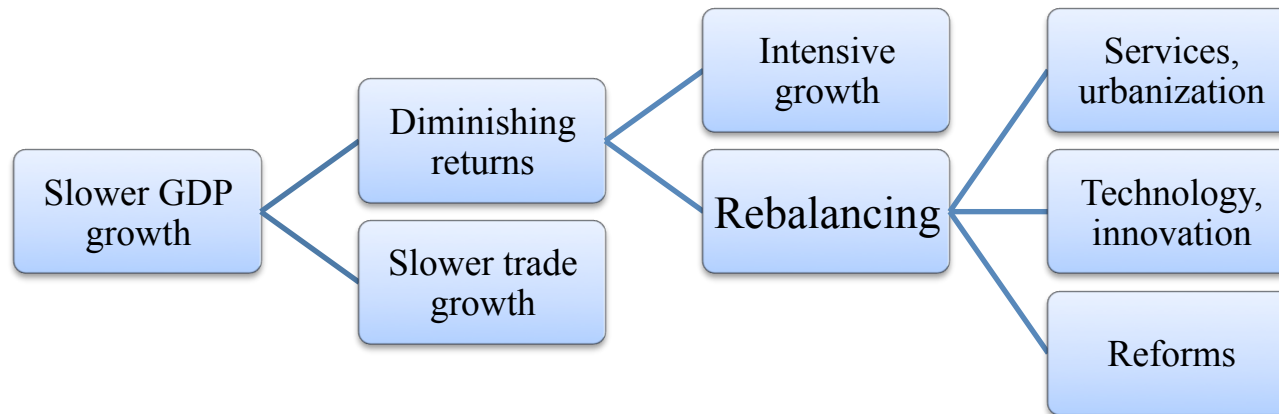 Slower GDP
growth
Diminishing
returns
Slower trade
growth
Intensive
growth
Rebalancing
Services,
urbanization
Technology,
innovation
Reforms